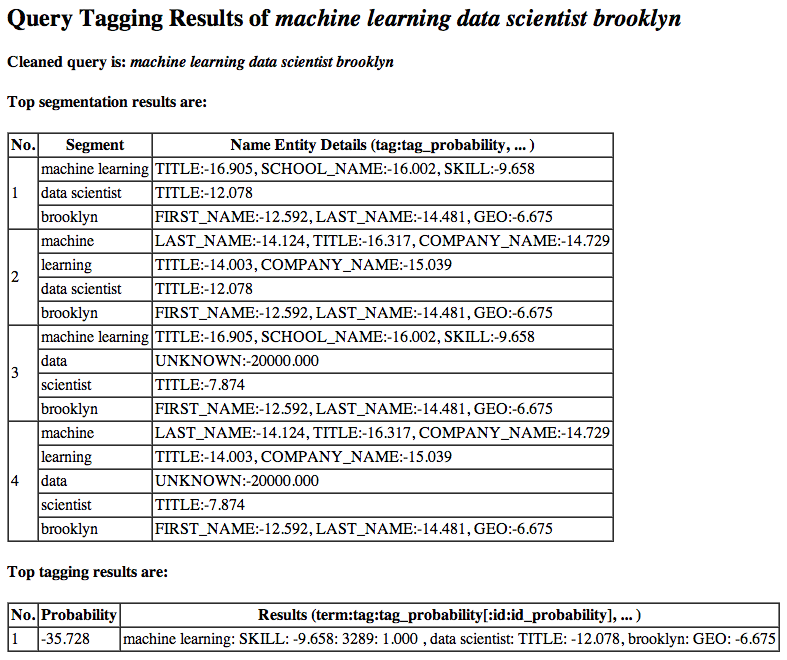 Query Tagging Results of machine learning data scientist brooklyn
Cleaned query is: machine learning data scientist brooklyn
Top segmentation results are:
No. Segment Name Entity Details (tag:tag_probability, ... )
1
machine learning TITLE:-16.905, SCHOOL_NAME:-16.002, SKILL:-9.658
data scientist TITLE:-12.078
brooklyn FIRST_NAME:-12.592, LAST_NAME:-14.481, GEO:-6.675
2
machine LAST_NAME:-14.124, TITLE:-16.317, COMPANY_NAME:-14.729
learning TITLE:-14.003, COMPANY_NAME:-15.039
data scientist TITLE:-12.078
brooklyn FIRST_NAME:-12.592, LAST_NAME:-14.481, GEO:-6.675
3
machine learning TITLE:-16.905, SCHOOL_NAME:-16.002, SKILL:-9.658
data UNKNOWN:-20000.000
scientist TITLE:-7.874
brooklyn FIRST_NAME:-12.592, LAST_NAME:-14.481, GEO:-6.675
4
machine LAST_NAME:-14.124, TITLE:-16.317, COMPANY_NAME:-14.729
learning TITLE:-14.003, COMPANY_NAME:-15.039
data UNKNOWN:-20000.000
scientist TITLE:-7.874
brooklyn FIRST_NAME:-12.592, LAST_NAME:-14.481, GEO:-6.675
Top tagging results are:
No. Probability Results (term:tag:tag_probability[:id:id_probability], ... )
1 -35.728 machine learning: SKILL: -9.658: 3289: 1.000 , data scientist: TITLE: -12.078, brooklyn: GEO: -6.675